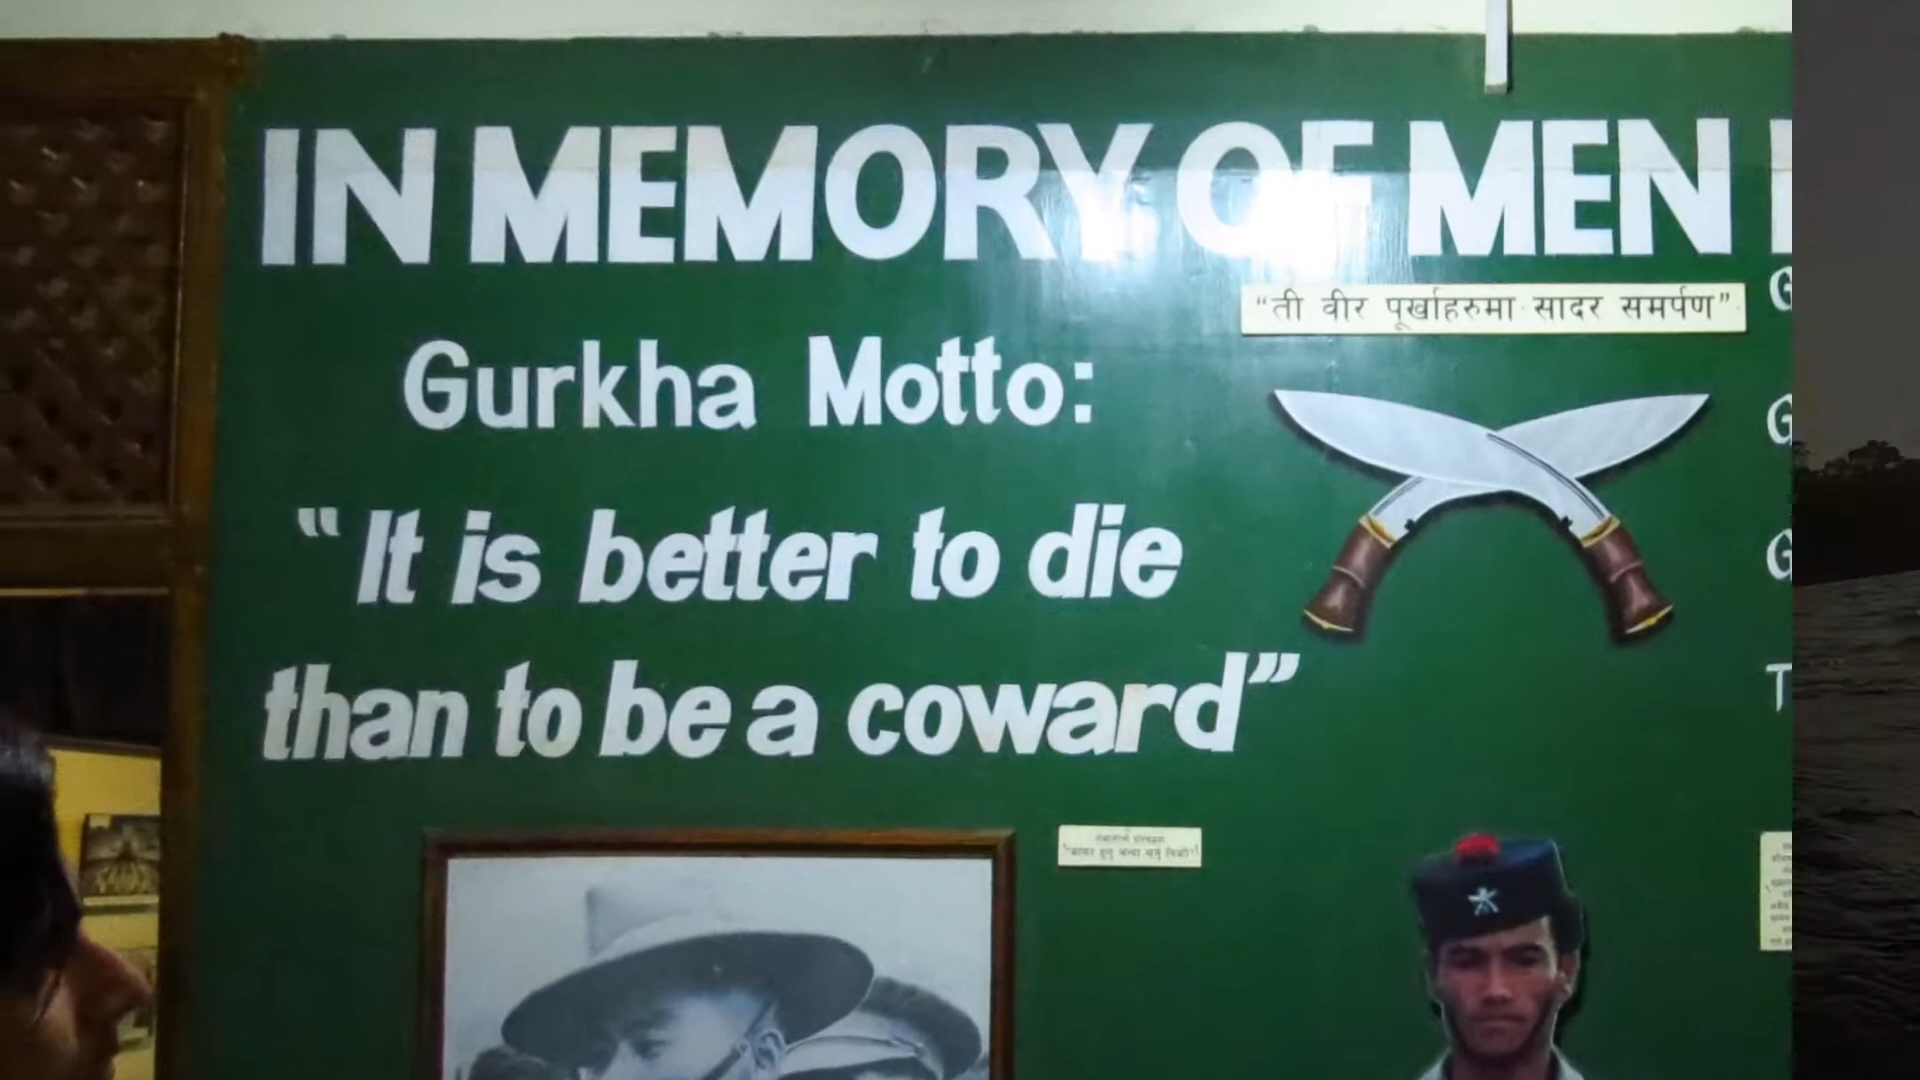 IN MEMORY OF MEN
“ती वीर पूर्खाहरुमा सादर समर्पण”
Gurkha Motto:
“It is better to die
than to be a coward”